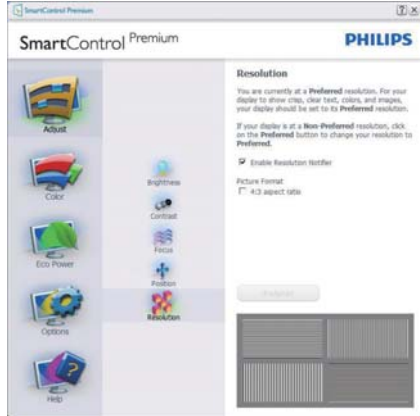 SmartControl Premium
SmartControl Premium
PHILIPS
Adjust
Color
Eco Power
Options
Help
Brightness
Contrast
Focus
Position
Resolution
Resolution
You are currently at a Preferred resolution. For your
display to show crisp, clear text, colors, and images,
your display should be set to its Preferred resolution.
If your display is at a Non-Preferred resolution, click
on the Preferred button to change your resolution to
Preferred.
Enable Resolution Notifier
Picture Format
4:3 aspect ratio
Preferred